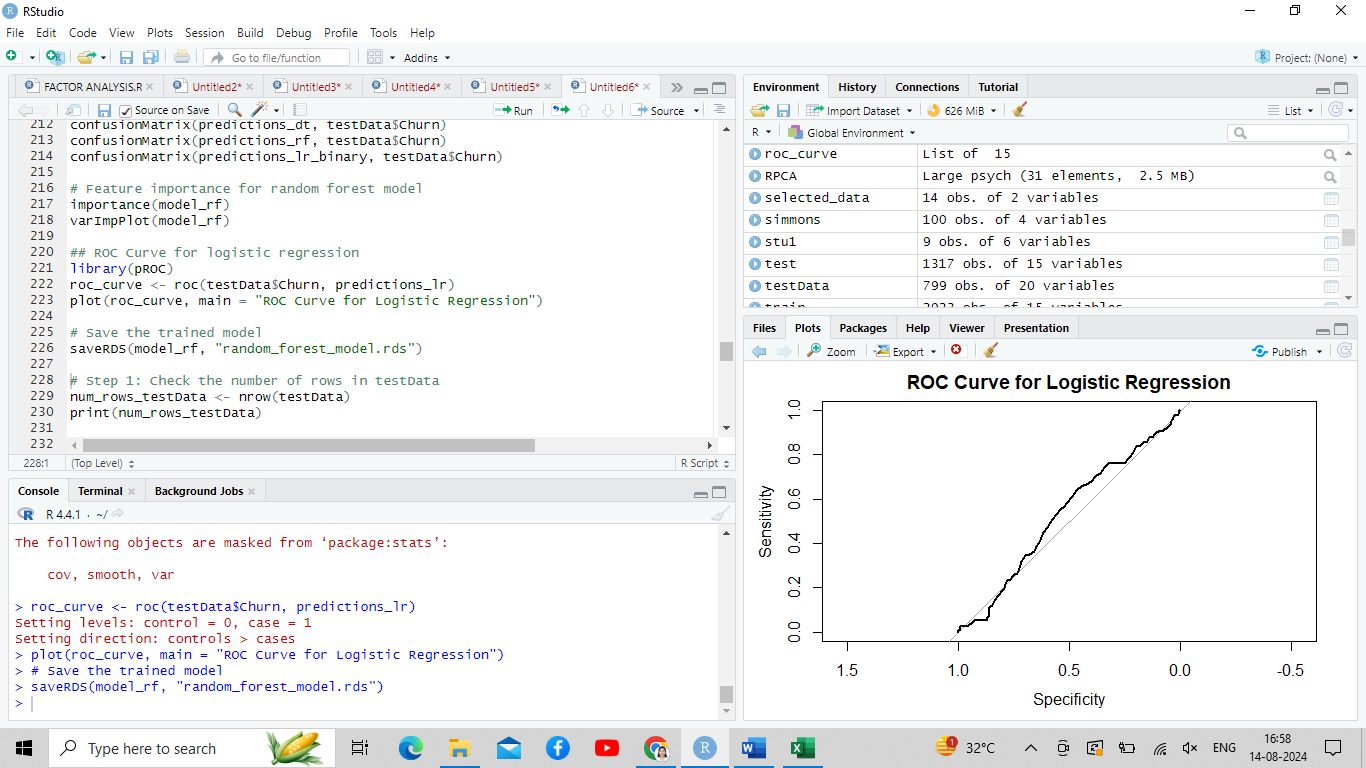 RStudio
File Edit Code View Plots Session Build Debug Profile Tools Help
Go to file/function Addins Project: (None)
FACTOR ANALYSIS.R Untitled2* Untitled3* Untitled4* Untitled5* Untitled6*
Source on Save Run Source
212 confusionMatrix(predictions_dt, testData$Churn)
213 confusionMatrix(predictions_rf, testData$Churn)
214 confusionMatrix(predictions_lr_binary, testData$Churn)
215
216 # Feature importance for random forest model
217 importance(model_rf)
218 varImpPlot(model_rf)
219
220 ## ROC Curve for logistic regression
221 library(pROC)
222 roc_curve <- roc(testData$Churn, predictions_lr)
223 plot(roc_curve, main = "ROC Curve for Logistic Regression")
224
225 # Save the trained model
226 saveRDS(model_rf, "random_forest_model.rds")
227
228 # Step 1: Check the number of rows in testData
229 num_rows_testData <- nrow(testData)
230 print(num_rows_testData)
231
232
228:1 (Top Level) R Script
Console Terminal Background Jobs
R 4.4.1 · ~/
The following objects are masked from ‘package:stats’:
cov, smooth, var
> roc_curve <- roc(testData$Churn, predictions_lr)
Setting levels: control = 0, case = 1
Setting direction: controls > cases
> plot(roc_curve, main = "ROC Curve for Logistic Regression")
> # Save the trained model
> saveRDS(model_rf, "random_forest_model.rds")
>
Environment History Connections Tutorial
Import Dataset 626 MiB List
R Global Environment
roc_curve List of 15
RPCA Large psych (31 elements, 2.5 MB)
selected_data 14 obs. of 2 variables
simmons 100 obs. of 4 variables
stu1 9 obs. of 6 variables
test 1317 obs. of 15 variables
testData 799 obs. of 20 variables
Files Plots Packages Help Viewer Presentation
Zoom Export Publish
ROC Curve for Logistic Regression
Sensitivity
1.0
0.8
0.6
0.4
0.2
0.0
1.5 1.0 0.5 0.0 -0.5
Specificity
Type here to search 1 32°C ENG 16:58
14-08-2024